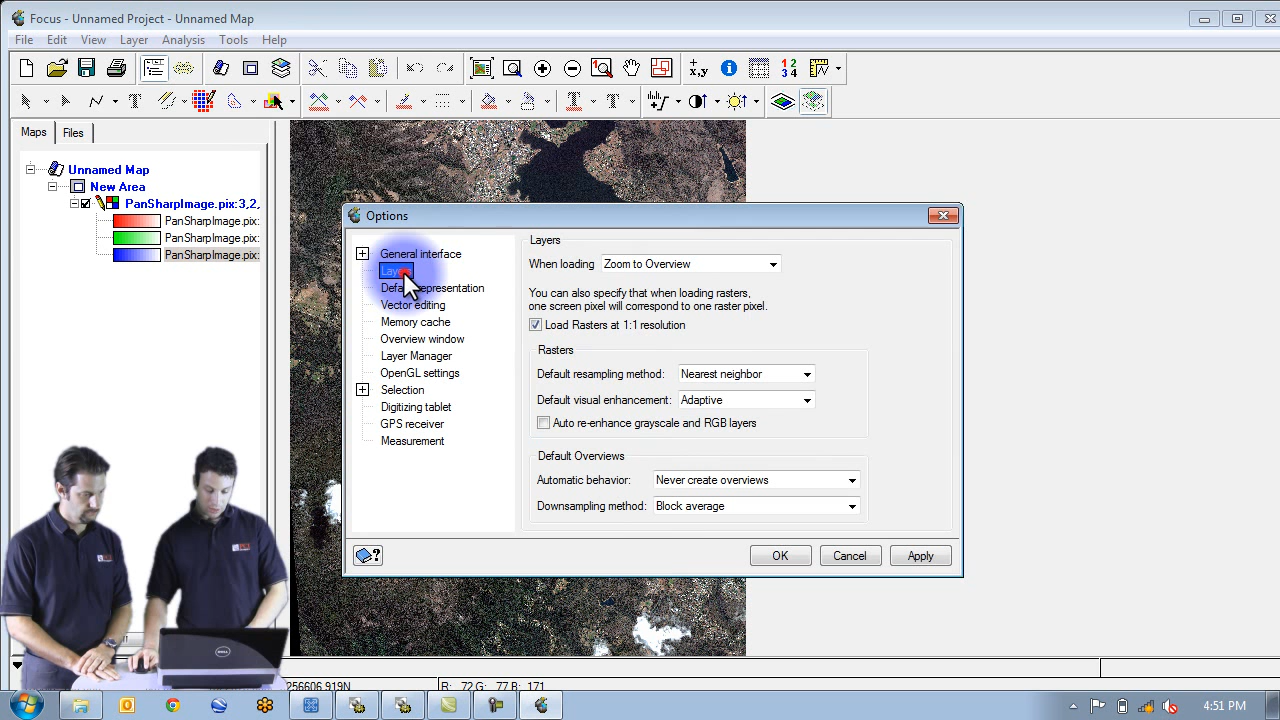 Focus - Unnamed Project - Unnamed Map
File Edit View Layer Analysis Tools Help
Maps Files
Unnamed Map
New Area
PanSharpImage.pix:3,2,
PanSharpImage.pix:
PanSharpImage.pix:
PanSharpImage.pix:
Options
General interface
Vector editing
Memory cache
Overview window
Layer Manager
OpenGL settings
Selection
Digitizing tablet
GPS receiver
Measurement
Layers
When loading Zoom to Overview
You can also specify that when loading rasters,
one screen pixel will correspond to one raster pixel.
Load Rasters at 1:1 resolution
Rasters
Default resampling method: Nearest neighbor
Default visual enhancement: Adaptive
Auto re-enhance grayscale and RGB layers
Default Overviews
Automatic behavior: Never create overviews
Downsampling method: Block average
OK Cancel Apply
256606.919N
R: 72 G: 77 B: 171
DELL
4:51 PM